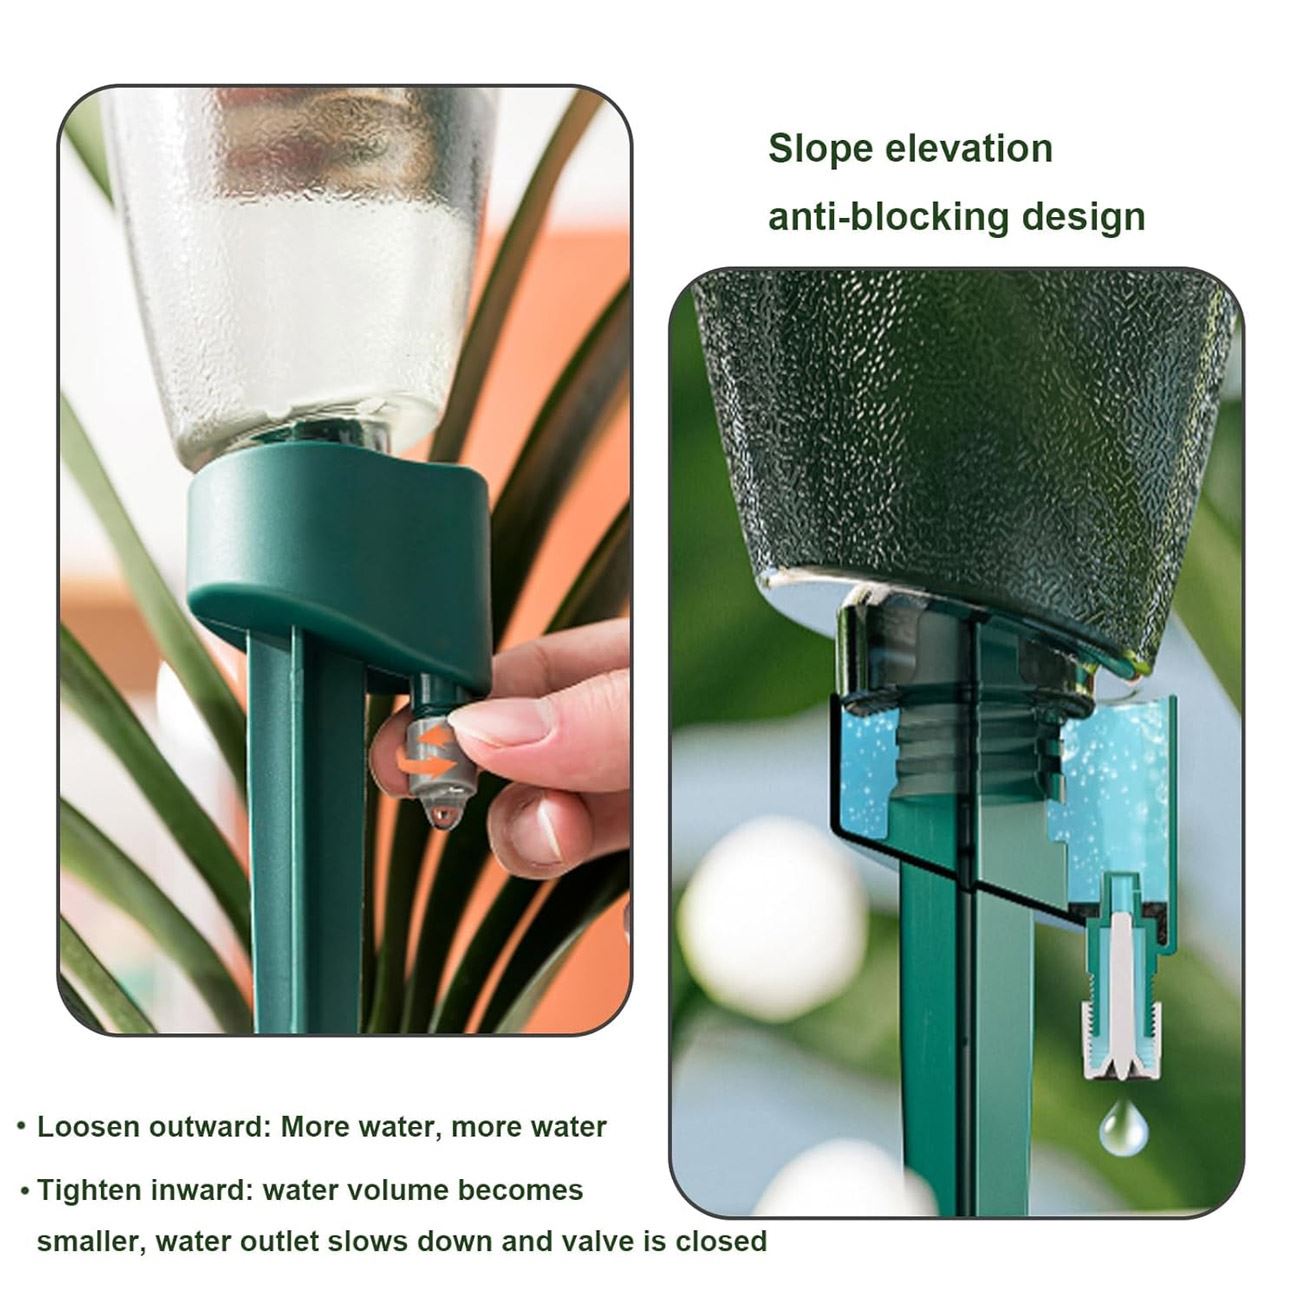 Slope elevation
anti-blocking design
• Loosen outward: More water, more water
• Tighten inward: water volume becomes
smaller, water outlet slows down and valve is closed